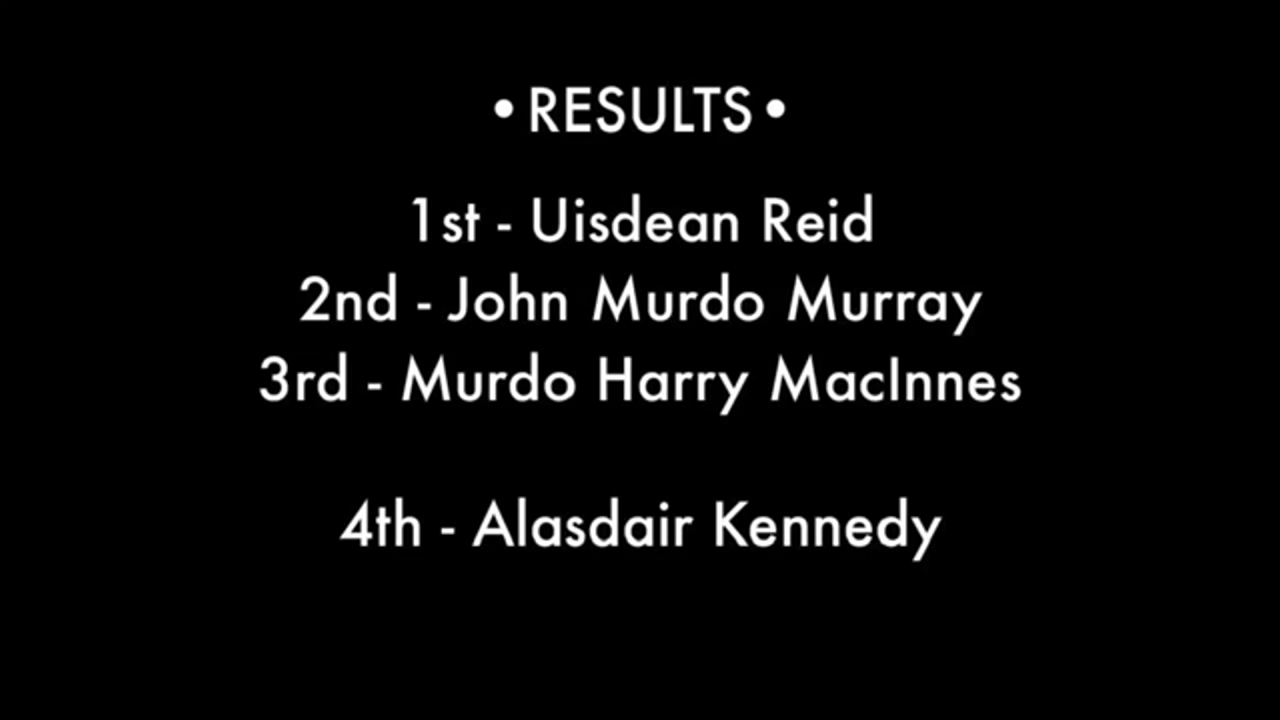 •RESULTS•
1st - Uisdean Reid
2nd - John Murdo Murray
3rd - Murdo Harry MacInnes
4th - Alasdair Kennedy